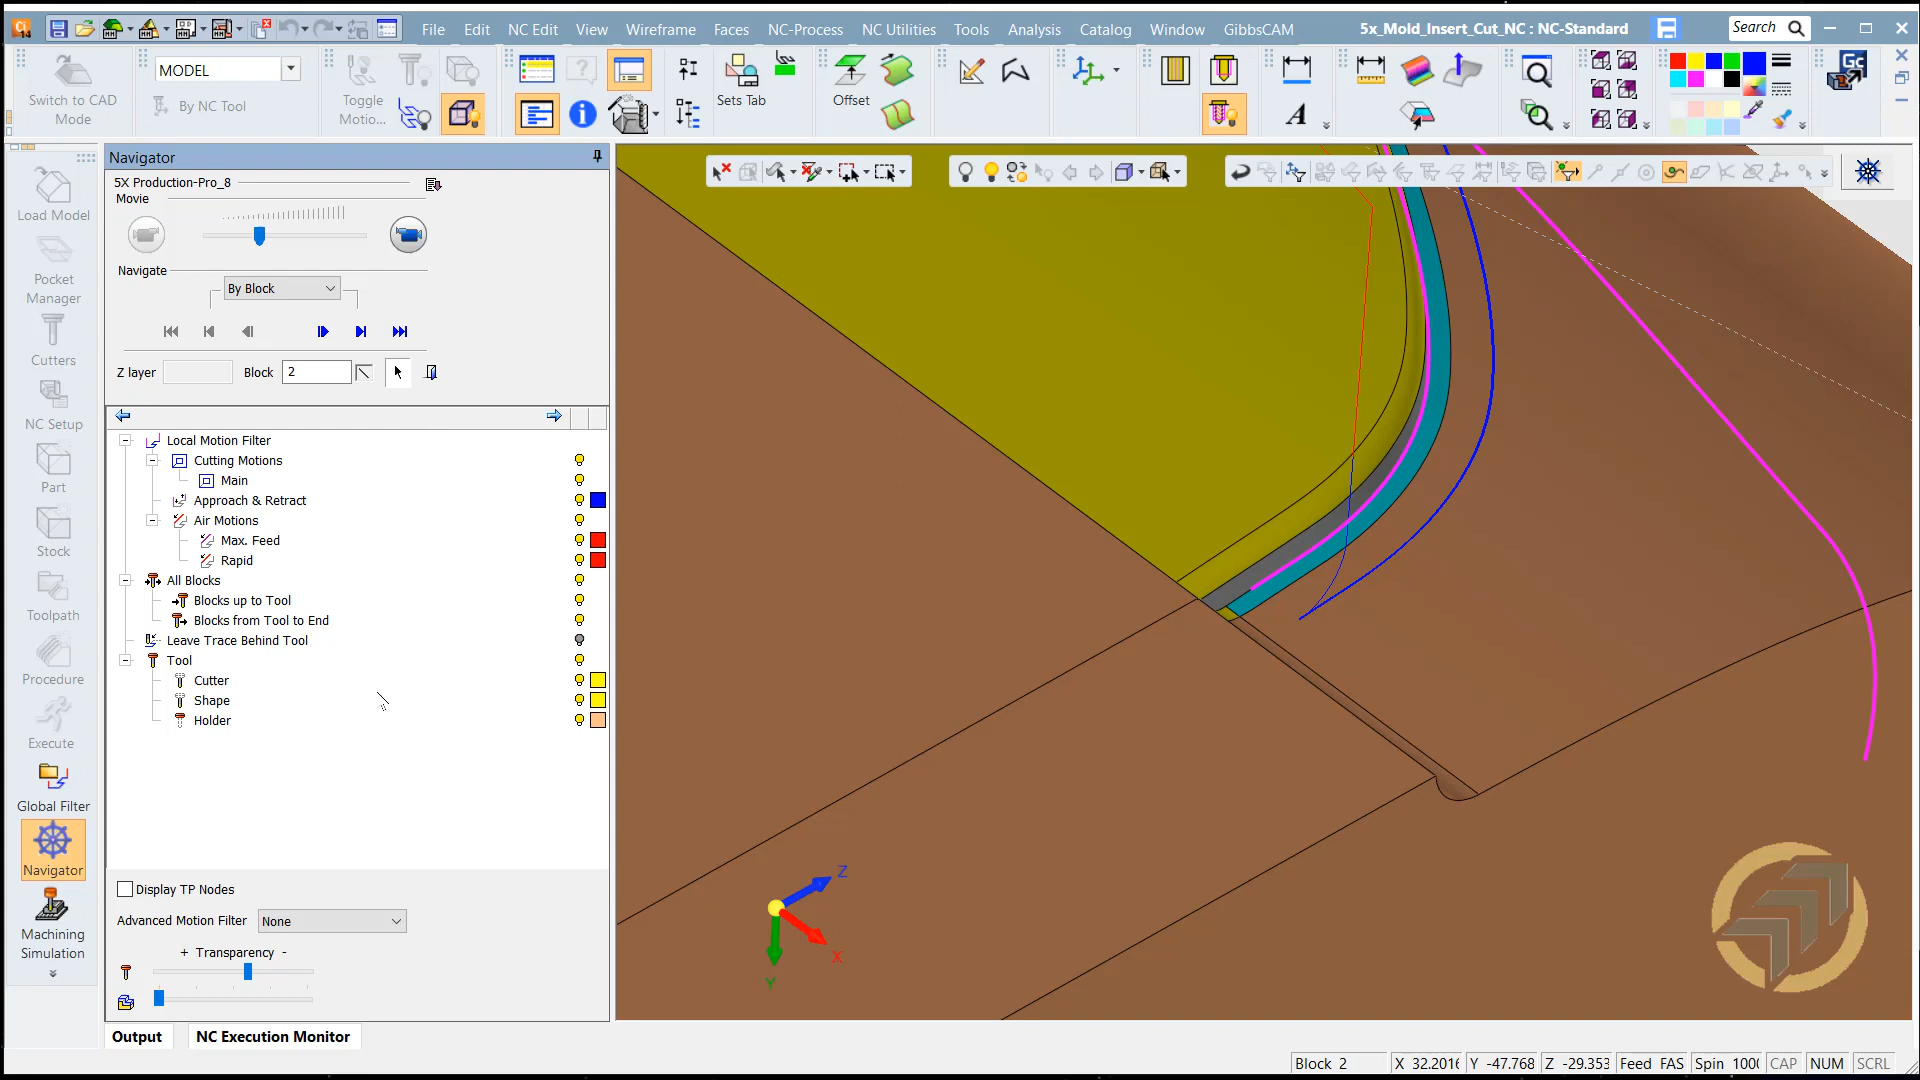 Ci
14
File Edit NC Edit View Wireframe Faces NC-Process NC Utilities Tools Analysis Catalog Window GibbsCAM
5x_Mold_Insert_Cut_NC : NC-Standard
Search
Switch to CAD
Mode
MODEL
By NC Tool
Toggle
Motio...
Sets Tab
Offset
A
Gc
Load Model
Pocket
Manager
Cutters
NC Setup
Part
Stock
Toolpath
Procedure
Execute
Global Filter
Navigator
Machining
Simulation
Navigator
5X Production-Pro_8
Movie
Navigate
By Block
Z layer
Block 2
Local Motion Filter
Cutting Motions
Main
Approach & Retract
Air Motions
Max. Feed
Rapid
All Blocks
Blocks up to Tool
Blocks from Tool to End
Leave Trace Behind Tool
Tool
Cutter
Shape
Holder
Display TP Nodes
Advanced Motion Filter None
+ Transparency -
Output NC Execution Monitor
Z
X
Y
Block 2 X 32.2016 Y -47.768 Z -29.353 Feed FAS Spin 1000 CAP NUM SCRL